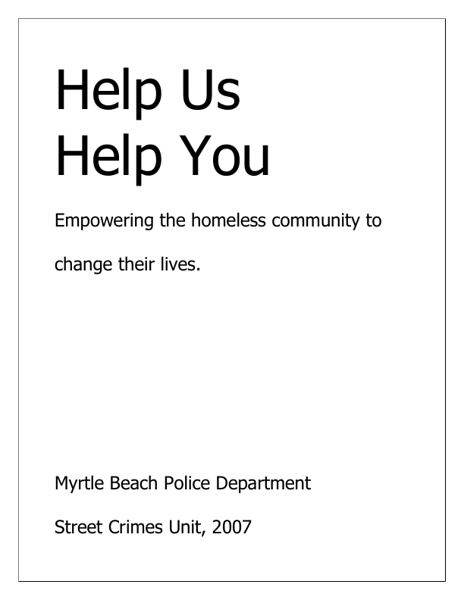 Help Us
Help You
Empowering the homeless community to
change their lives.
Myrtle Beach Police Department
Street Crimes Unit, 2007